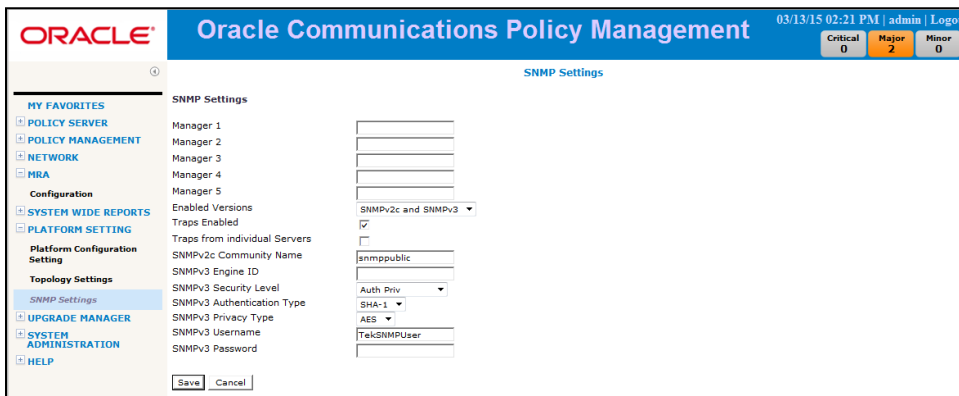 ORACLE®
Oracle Communications Policy Management
03/13/15 02:21 PM | admin | Logo
Critical
0
Major
2
Minor
0
MY FAVORITES
POLICY SERVER
POLICY MANAGEMENT
NETWORK
MRA
Configuration
SYSTEM WIDE REPORTS
PLATFORM SETTING
Platform Configuration
Setting
Topology Settings
SNMP Settings
UPGRADE MANAGER
SYSTEM
ADMINISTRATION
HELP
SNMP Settings
SNMP Settings
Manager 1
Manager 2
Manager 3
Manager 4
Manager 5
Enabled Versions SNMPv2c and SNMPv3
Traps Enabled
Traps from individual Servers
SNMPv2c Community Name snmppublic
SNMPv3 Engine ID
SNMPv3 Security Level Auth Priv
SNMPv3 Authentication Type SHA-1
SNMPv3 Privacy Type AES
SNMPv3 Username TekSNMPUser
SNMPv3 Password
Save Cancel